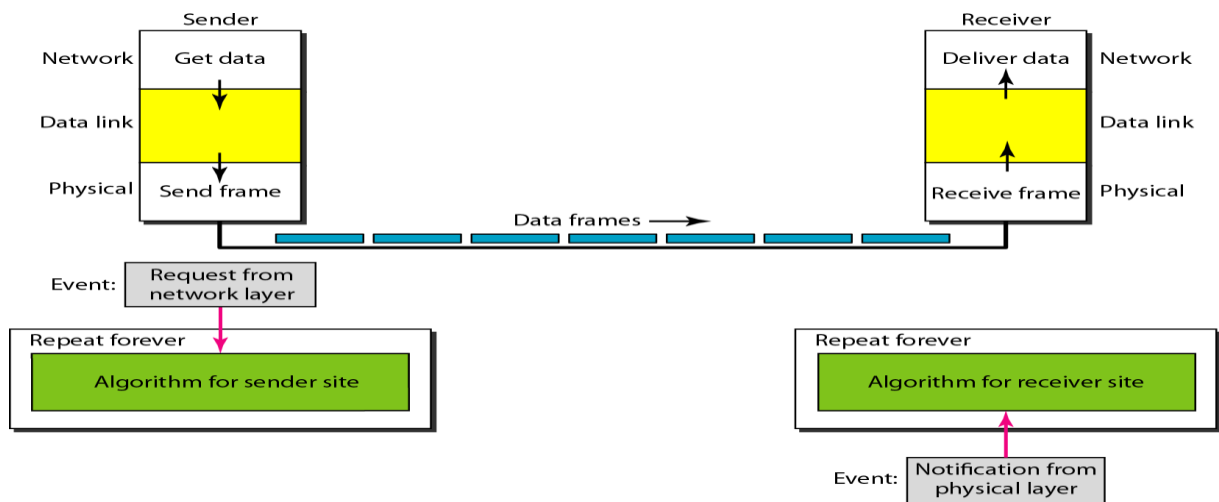 Sender
Receiver
Network
Get data
Deliver data
Network
Data link
Data link
Physical
Send frame
Receive frame
Physical
Data frames
Event:
Request from
network layer
Repeat forever
Algorithm for sender site
Repeat forever
Algorithm for receiver site
Event:
Notification from
physical layer